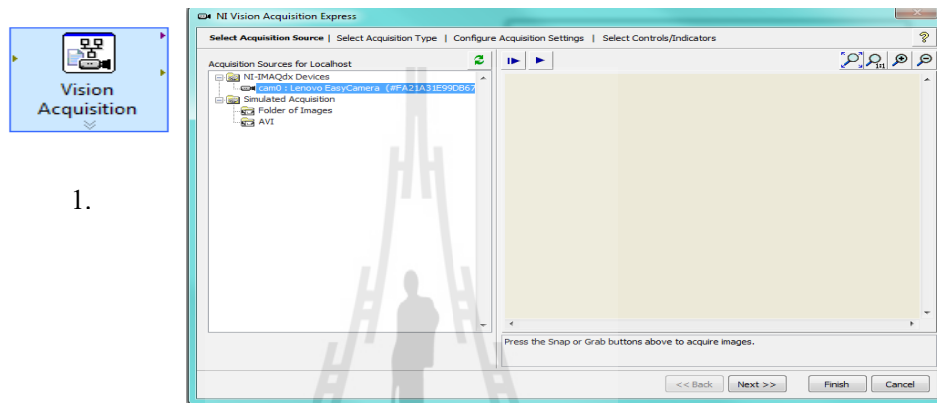 NI Vision Acquisition Express
Select Acquisition Source | Select Acquisition Type | Configure Acquisition Settings | Select Controls/Indicators
Acquisition Sources for Localhost
NI-IMAQdx Devices
cam0 : Lenovo EasyCamera (#FA21A31E99DB67
Simulated Acquisition
Folder of Images
AVI
Vision
Acquisition
1.
1:1
Press the Snap or Grab buttons above to acquire images.
<< Back Next >> Finish Cancel